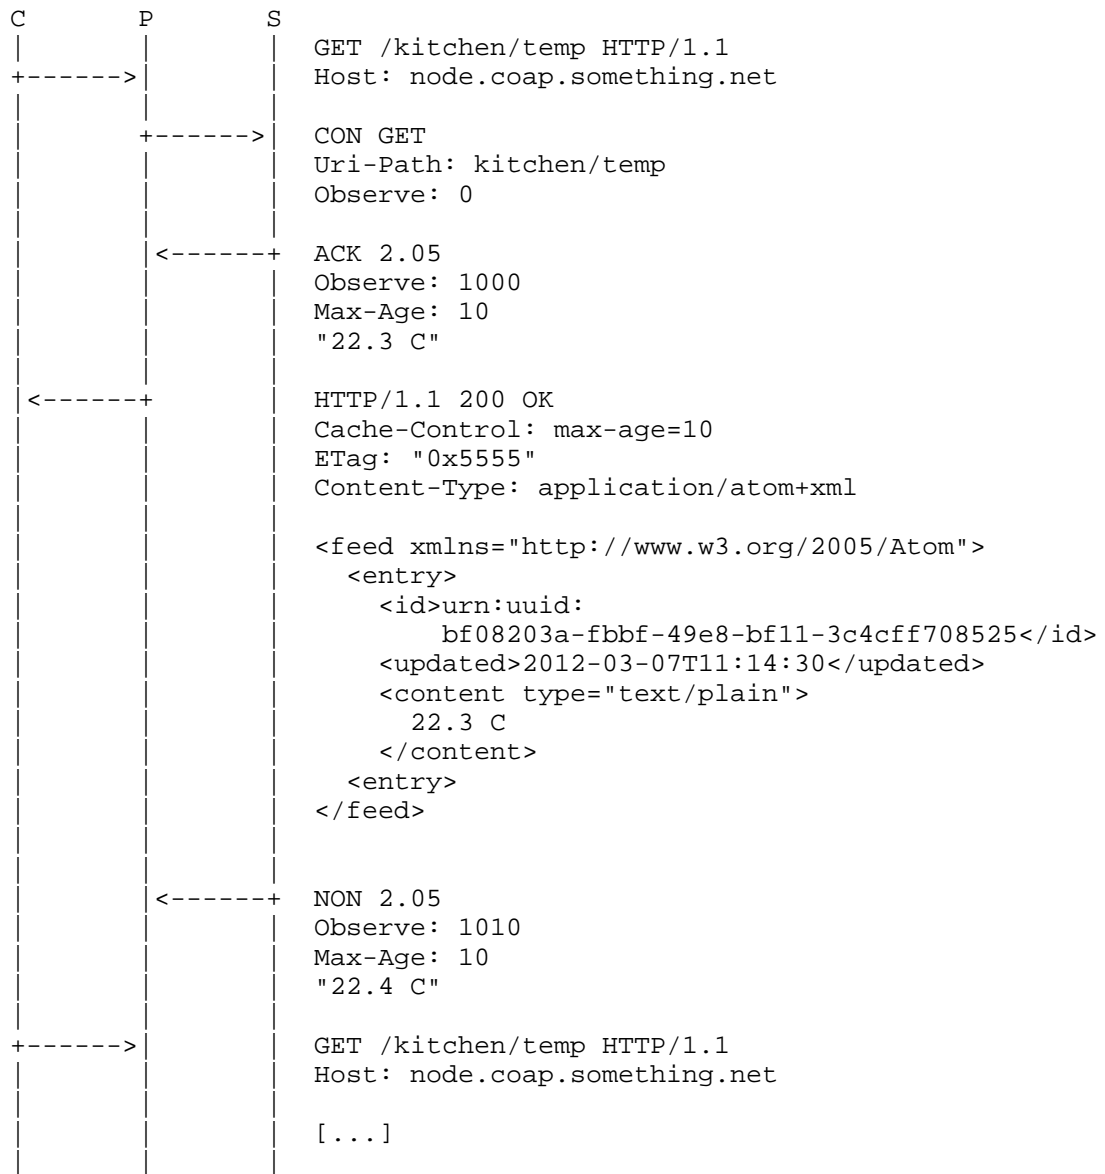 C P S
GET /kitchen/temp HTTP/1.1
Host: node.coap.something.net
CON GET
Uri-Path: kitchen/temp
Observe: 0
ACK 2.05
Observe: 1000
Max-Age: 10
"22.3 C"
HTTP/1.1 200 OK
Cache-Control: max-age=10
ETag: "0x5555"
Content-Type: application/atom+xml
<feed xmlns="http://www.w3.org/2005/Atom">
<entry>
<id>urn:uuid:
bf08203a-fbbf-49e8-bf11-3c4cff708525</id>
<updated>2012-03-07T11:14:30</updated>
<content type="text/plain">
22.3 C
</content>
<entry>
</feed>
NON 2.05
Observe: 1010
Max-Age: 10
"22.4 C"
GET /kitchen/temp HTTP/1.1
Host: node.coap.something.net
[...]